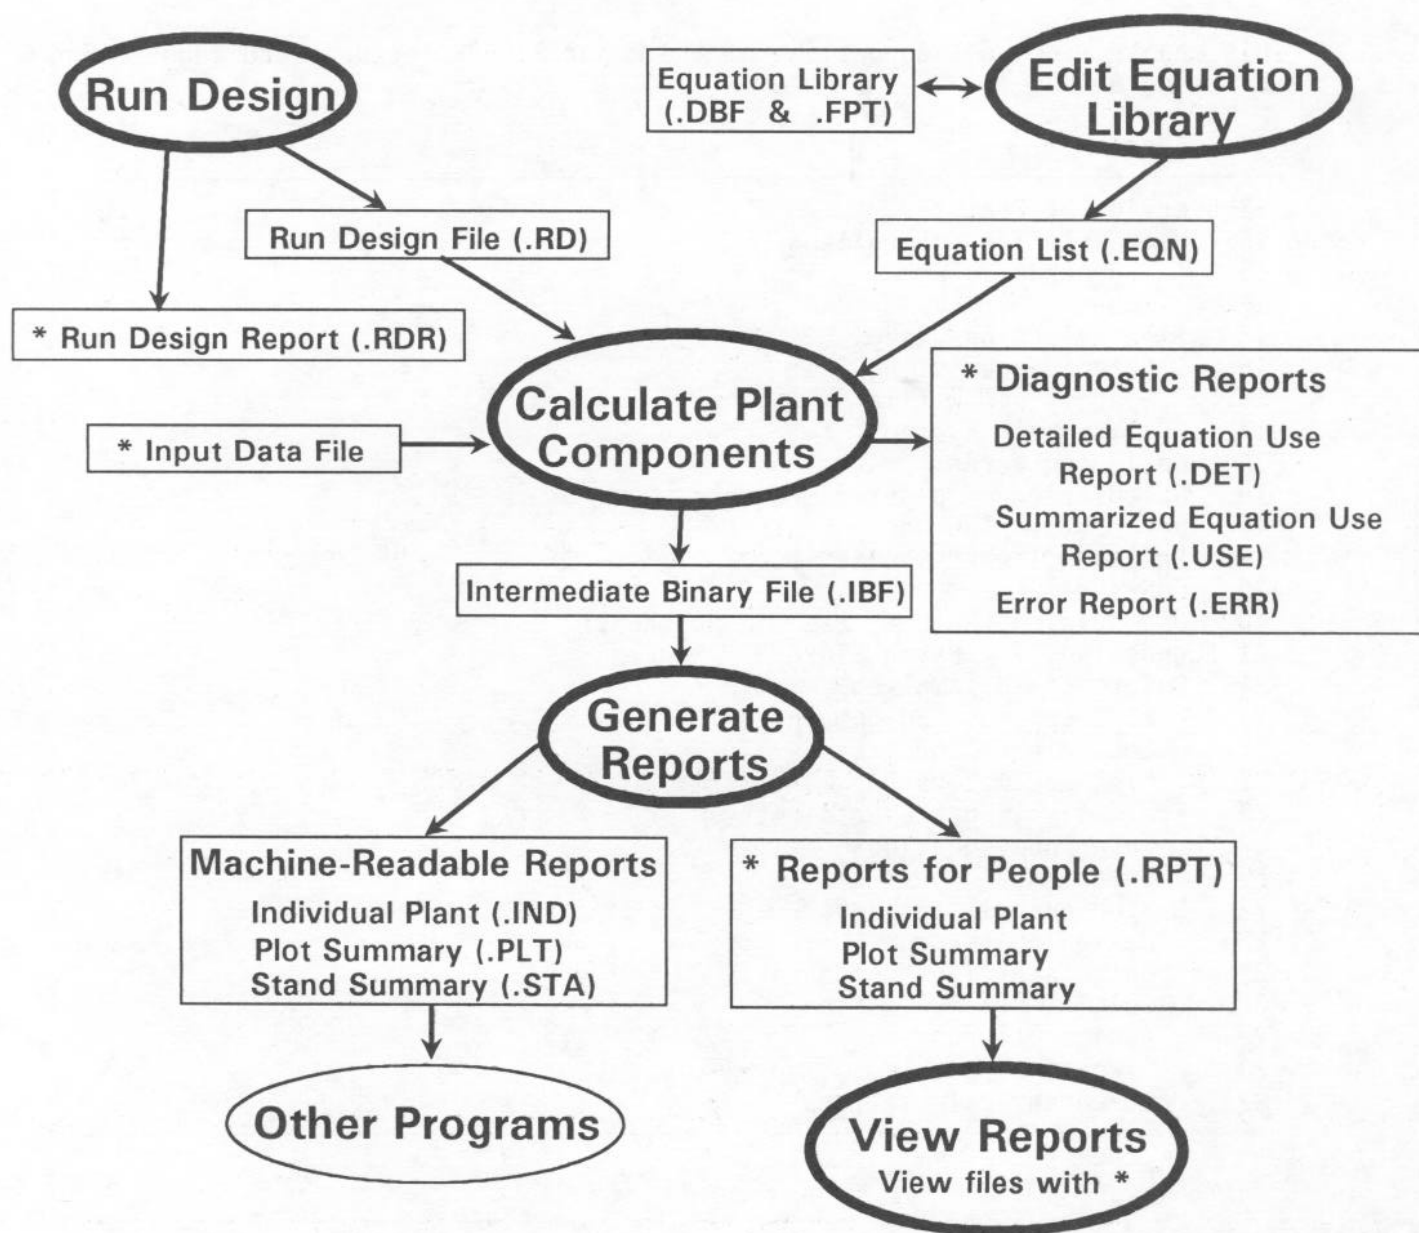 Run Design
Equation Library
(.DBF & .FPT)
Edit Equation
Library
Run Design File (.RD)
Equation List (.EQN)
* Run Design Report (.RDR)
Calculate Plant
Components
* Input Data File
* Diagnostic Reports
Detailed Equation Use
Report (.DET)
Summarized Equation Use
Report (.USE)
Error Report (.ERR)
Intermediate Binary File (.IBF)
Generate
Reports
Machine-Readable Reports
Individual Plant (.IND)
Plot Summary (.PLT)
Stand Summary (.STA)
* Reports for People (.RPT)
Individual Plant
Plot Summary
Stand Summary
Other Programs
View Reports
View files with *